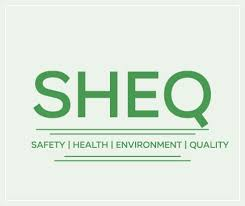 SHEQ
SAFETY | HEALTH | ENVIRONMENT | QUALITY